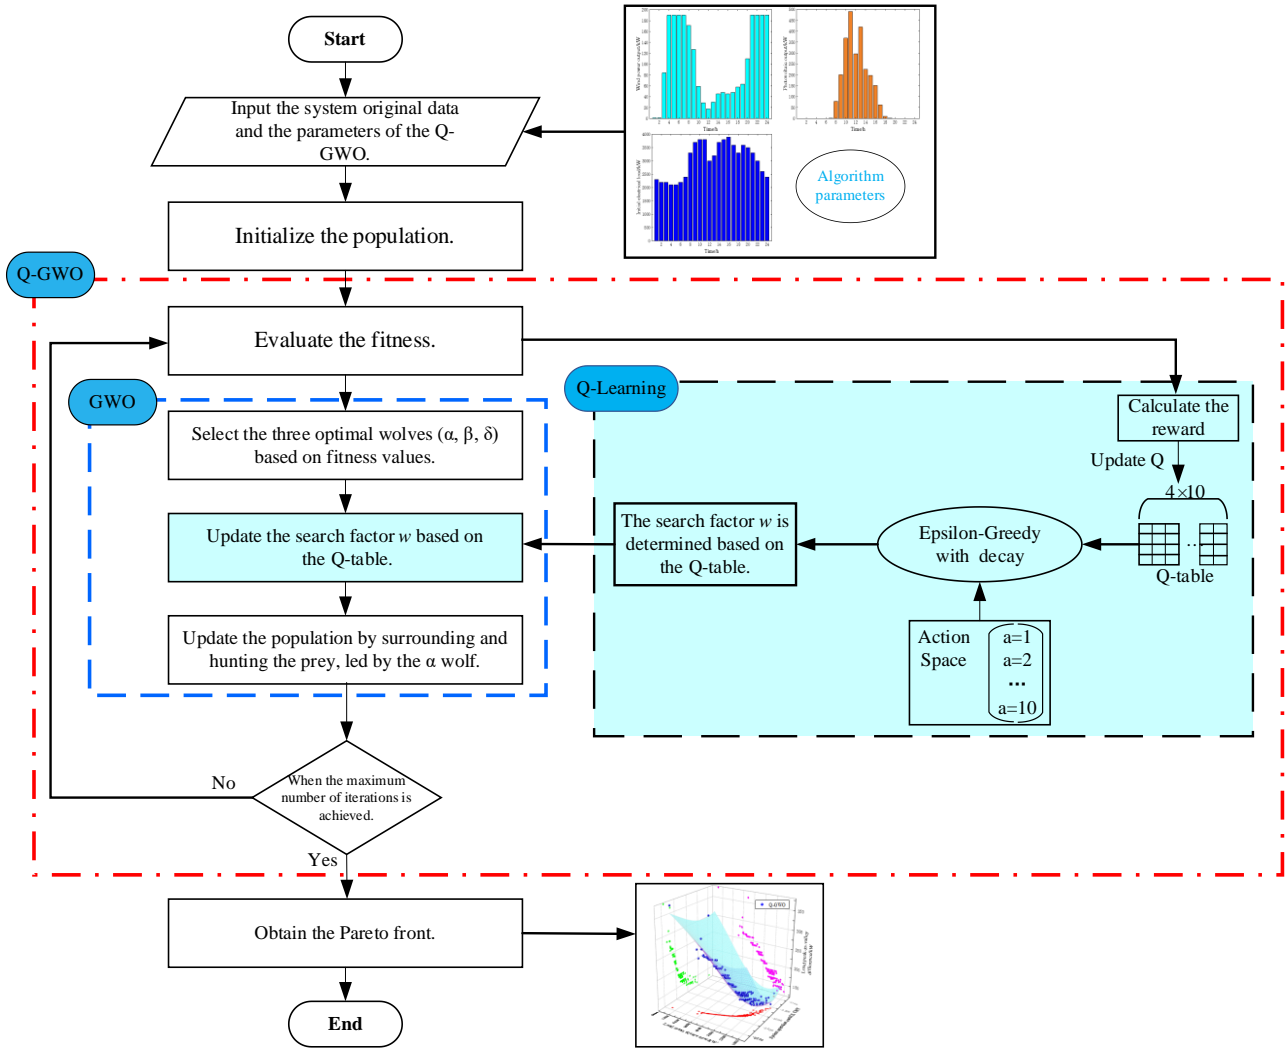 Start
Input the system original data
and the parameters of the Q-
GWO.
Initialize the population.
Time/h
Time/h
Time/h
Algorithm
parameters
Q-GWO
Evaluate the fitness.
GWO
Select the three optimal wolves (α, β, δ)
based on fitness values.
Update the search factor w based on
the Q-table.
Update the population by surrounding and
hunting the prey, led by the α wolf.
Q-Learning
Calculate the
reward
Update Q
4×10
...
Q-table
Epsilon-Greedy
with decay
The search factor w is
determined based on
the Q-table.
Action
Space
a=1
a=2
...
a=10
When the maximum
number of iterations is
achieved.
No
Yes
Obtain the Pareto front.
Q-GWO
End